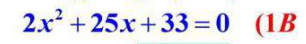 2x² + 25x + 33 = 0 (1B